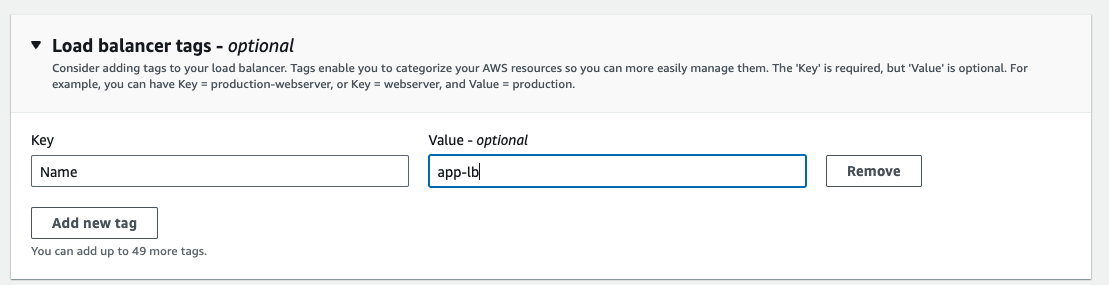 Load balancer tags - optional
Consider adding tags to your load balancer. Tags enable you to categorize your AWS resources so you can more easily manage them. The 'Key' is required, but 'Value' is optional. For
example, you can have Key = production-webserver, or Key = webserver, and Value = production.
Key
Value - optional
Name
app-lb
Remove
Add new tag
You can add up to 49 more tags.